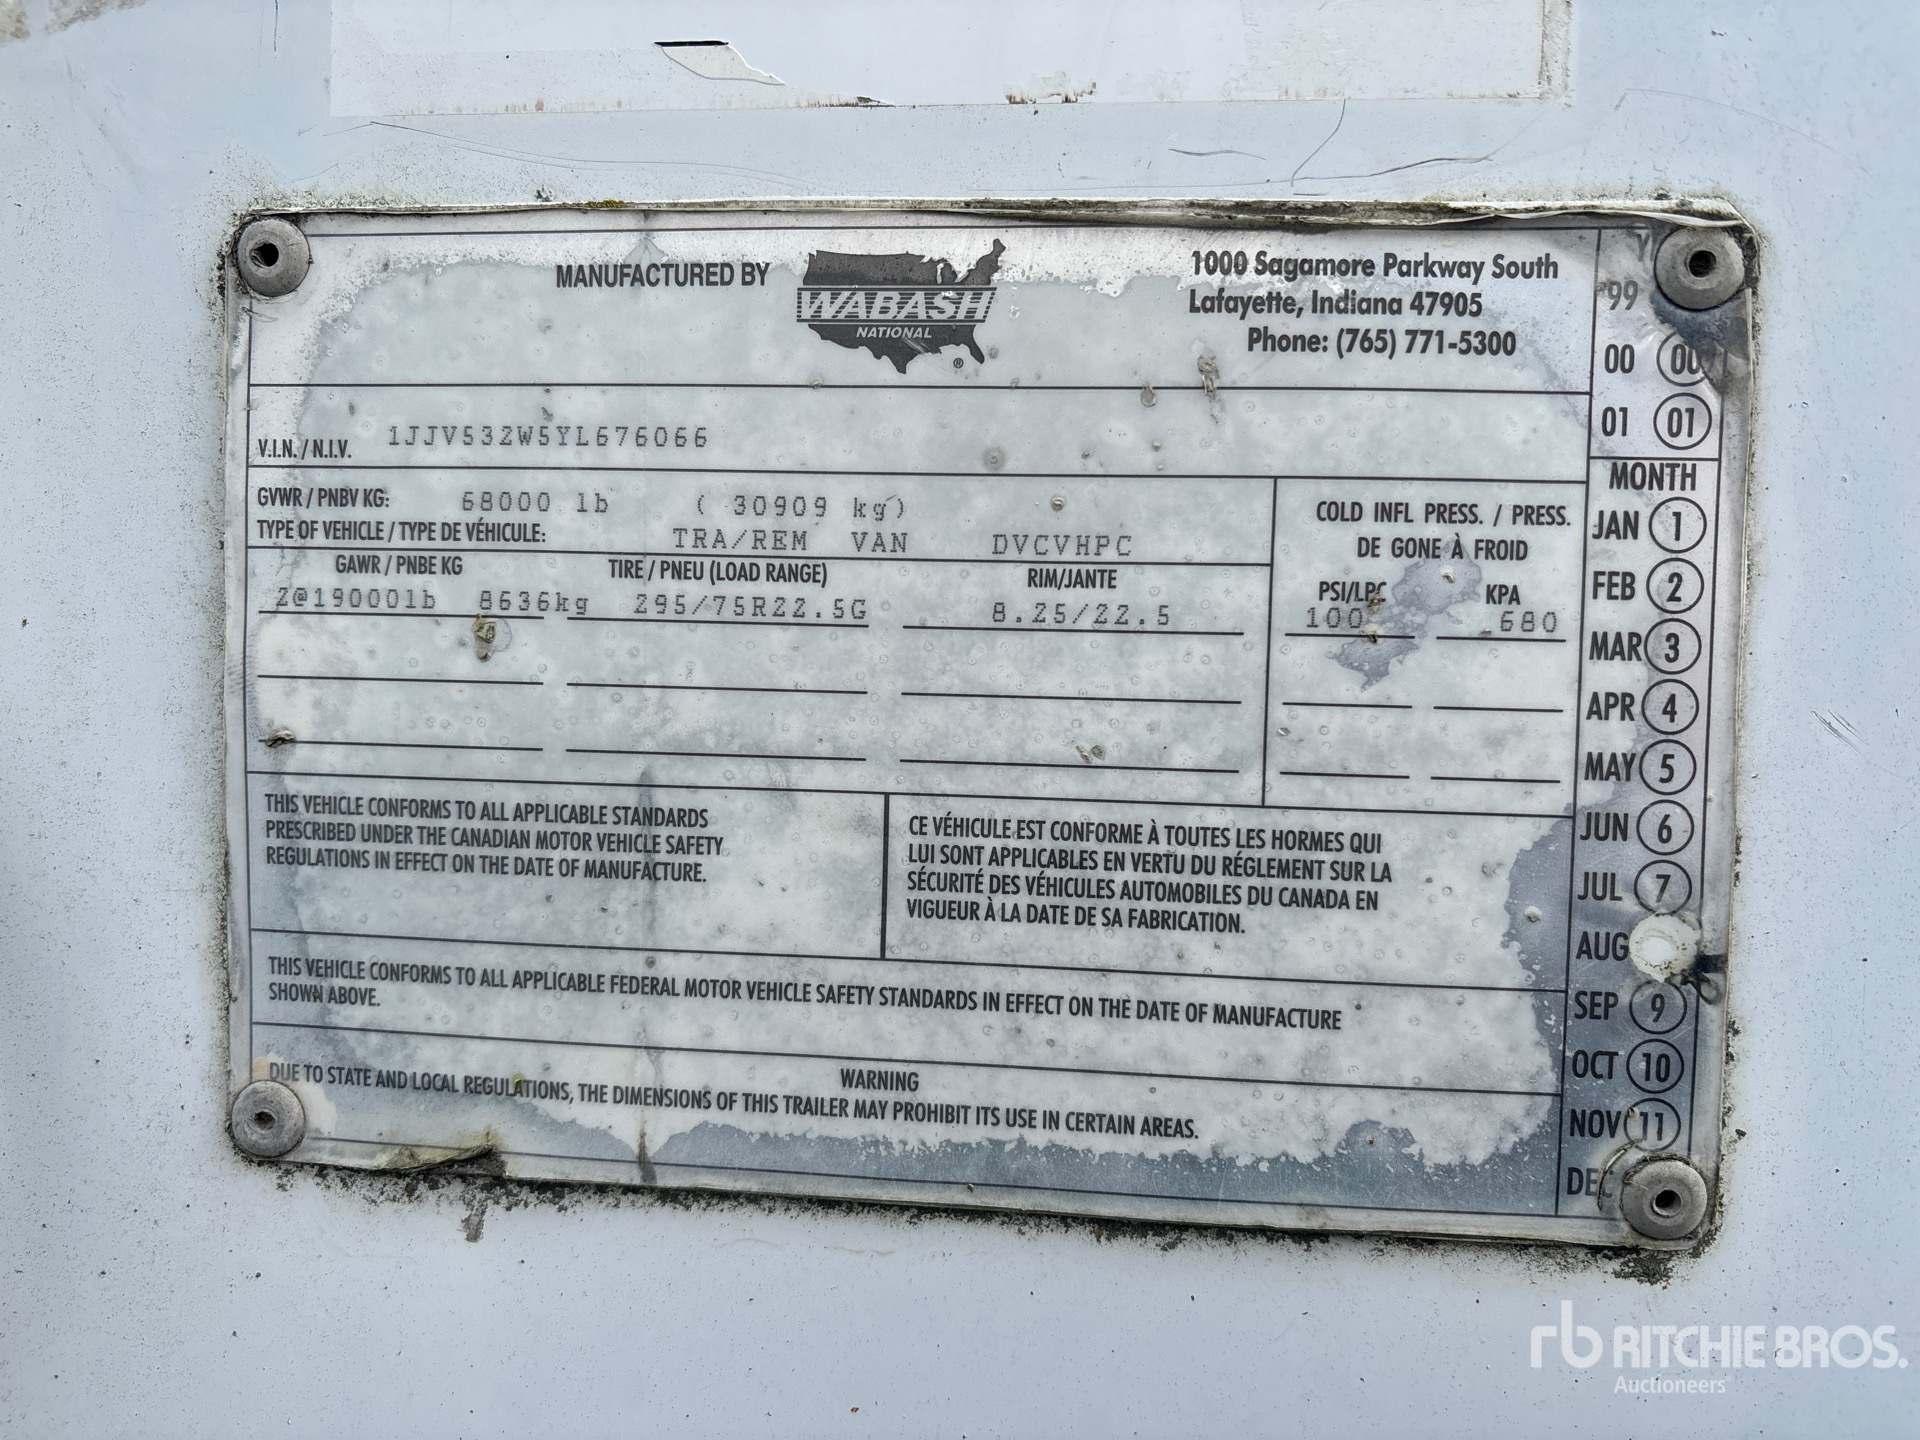 MANUFACTURED BY
WABASH
NATIONAL
®
1000 Sagamore Parkway South
Lafayette, Indiana 47905
Phone: (765) 771-5300
V.I.N. / N.I.V. 1JJV532W5YL676066
GVWR / PNBV KG: 68000 lb ( 30909 kg)
TYPE OF VEHICLE / TYPE DE VÉHICULE: TRA/REM VAN DVCVHPC
GAWR / PNBE KG TIRE / PNEU (LOAD RANGE) RIM/JANTE
2@19000lb 8636kg 295/75R22.5G 8.25/22.5
COLD INFL PRESS. / PRESS.
DE GONE À FROID
PSI/LPC KPA
100 680
THIS VEHICLE CONFORMS TO ALL APPLICABLE STANDARDS
PRESCRIBED UNDER THE CANADIAN MOTOR VEHICLE SAFETY
REGULATIONS IN EFFECT ON THE DATE OF MANUFACTURE.
CE VÉHICULE EST CONFORME À TOUTES LES HORMES QUI
LUI SONT APPLICABLES EN VERTU DU RÉGLEMENT SUR LA
SÉCURITÉ DES VÉHICULES AUTOMOBILES DU CANADA EN
VIGUEUR À LA DATE DE SA FABRICATION.
THIS VEHICLE CONFORMS TO ALL APPLICABLE FEDERAL MOTOR VEHICLE SAFETY STANDARDS IN EFFECT ON THE DATE OF MANUFACTURE
SHOWN ABOVE.
WARNING
DUE TO STATE AND LOCAL REGULATIONS, THE DIMENSIONS OF THIS TRAILER MAY PROHIBIT ITS USE IN CERTAIN AREAS.
99
00 00
01 01
MONTH
JAN 1
FEB 2
MAR 3
APR 4
MAY 5
JUN 6
JUL 7
AUG
SEP 9
OCT 10
NOV 11
DEC
rb RITCHIE BROS.
Auctioneers